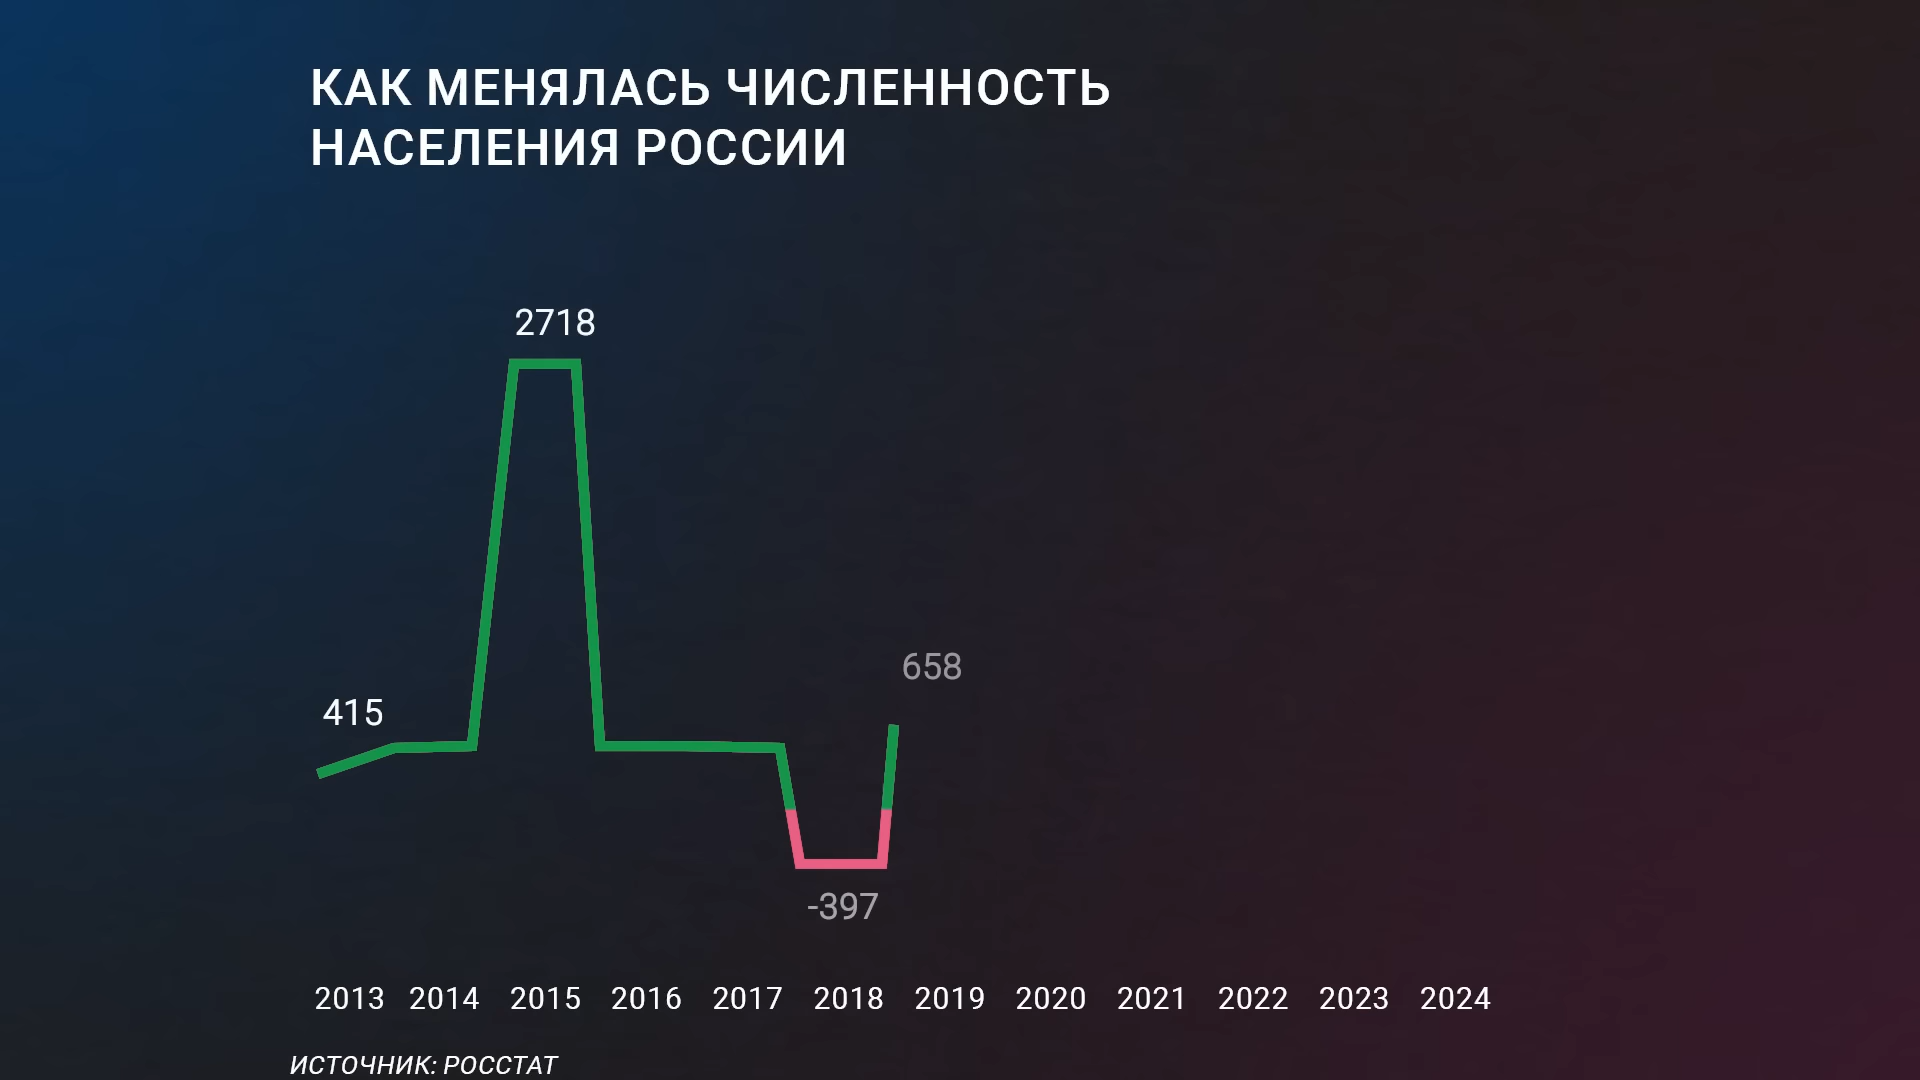 КАК МЕНЯЛАСЬ ЧИСЛЕННОСТЬ
НАСЕЛЕНИЯ РОССИИ
2718
658
415
-397
2013 2014 2015 2016 2017 2018 2019 2020 2021 2022 2023 2024
ИСТОЧНИК: РОССТАТ